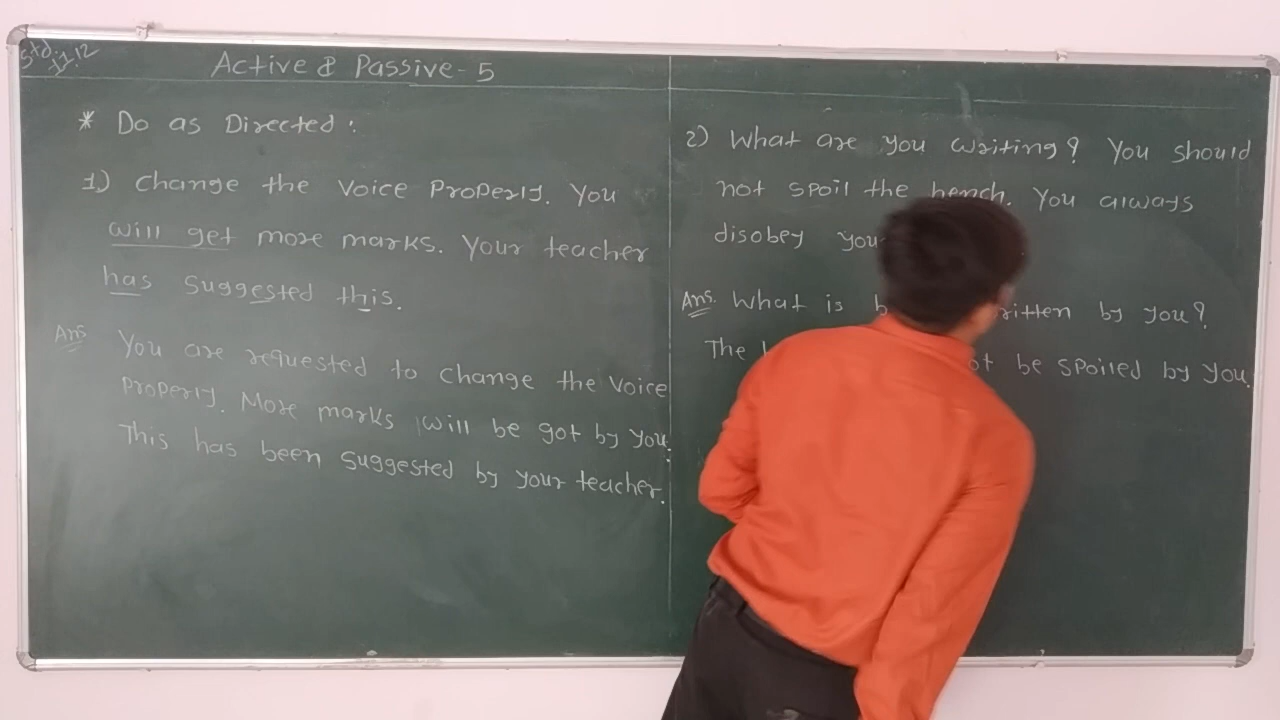 Std. 11.12
Active & Passive - 5
* Do as Directed :
1) Change the Voice Properly. You
will get more marks. Your teacher
has suggested this.
Ans You are requested to change the Voice
Properly. More marks will be got by you.
This has been suggested by your teacher.
2) What are you writing? You should
not spoil the bench. You always
disobey
Ans. What is by you?
The be spoiled by you.